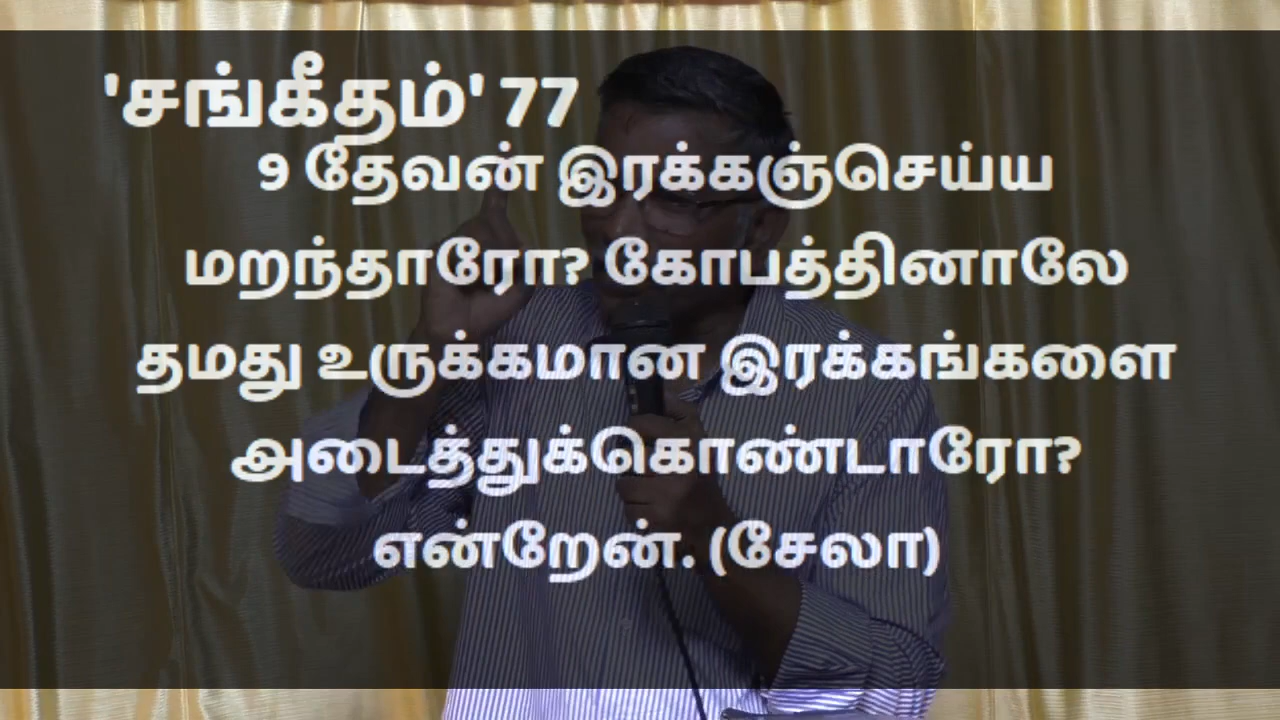 'சங்கீதம்' 77
9 தேவன் இரக்கஞ்செய்ய
மறந்தாரோ? கோபத்தினாலே
தமது உருக்கமான இரக்கங்களை
அடைத்துக்கொண்டாரோ?
என்றேன். (சேலா)